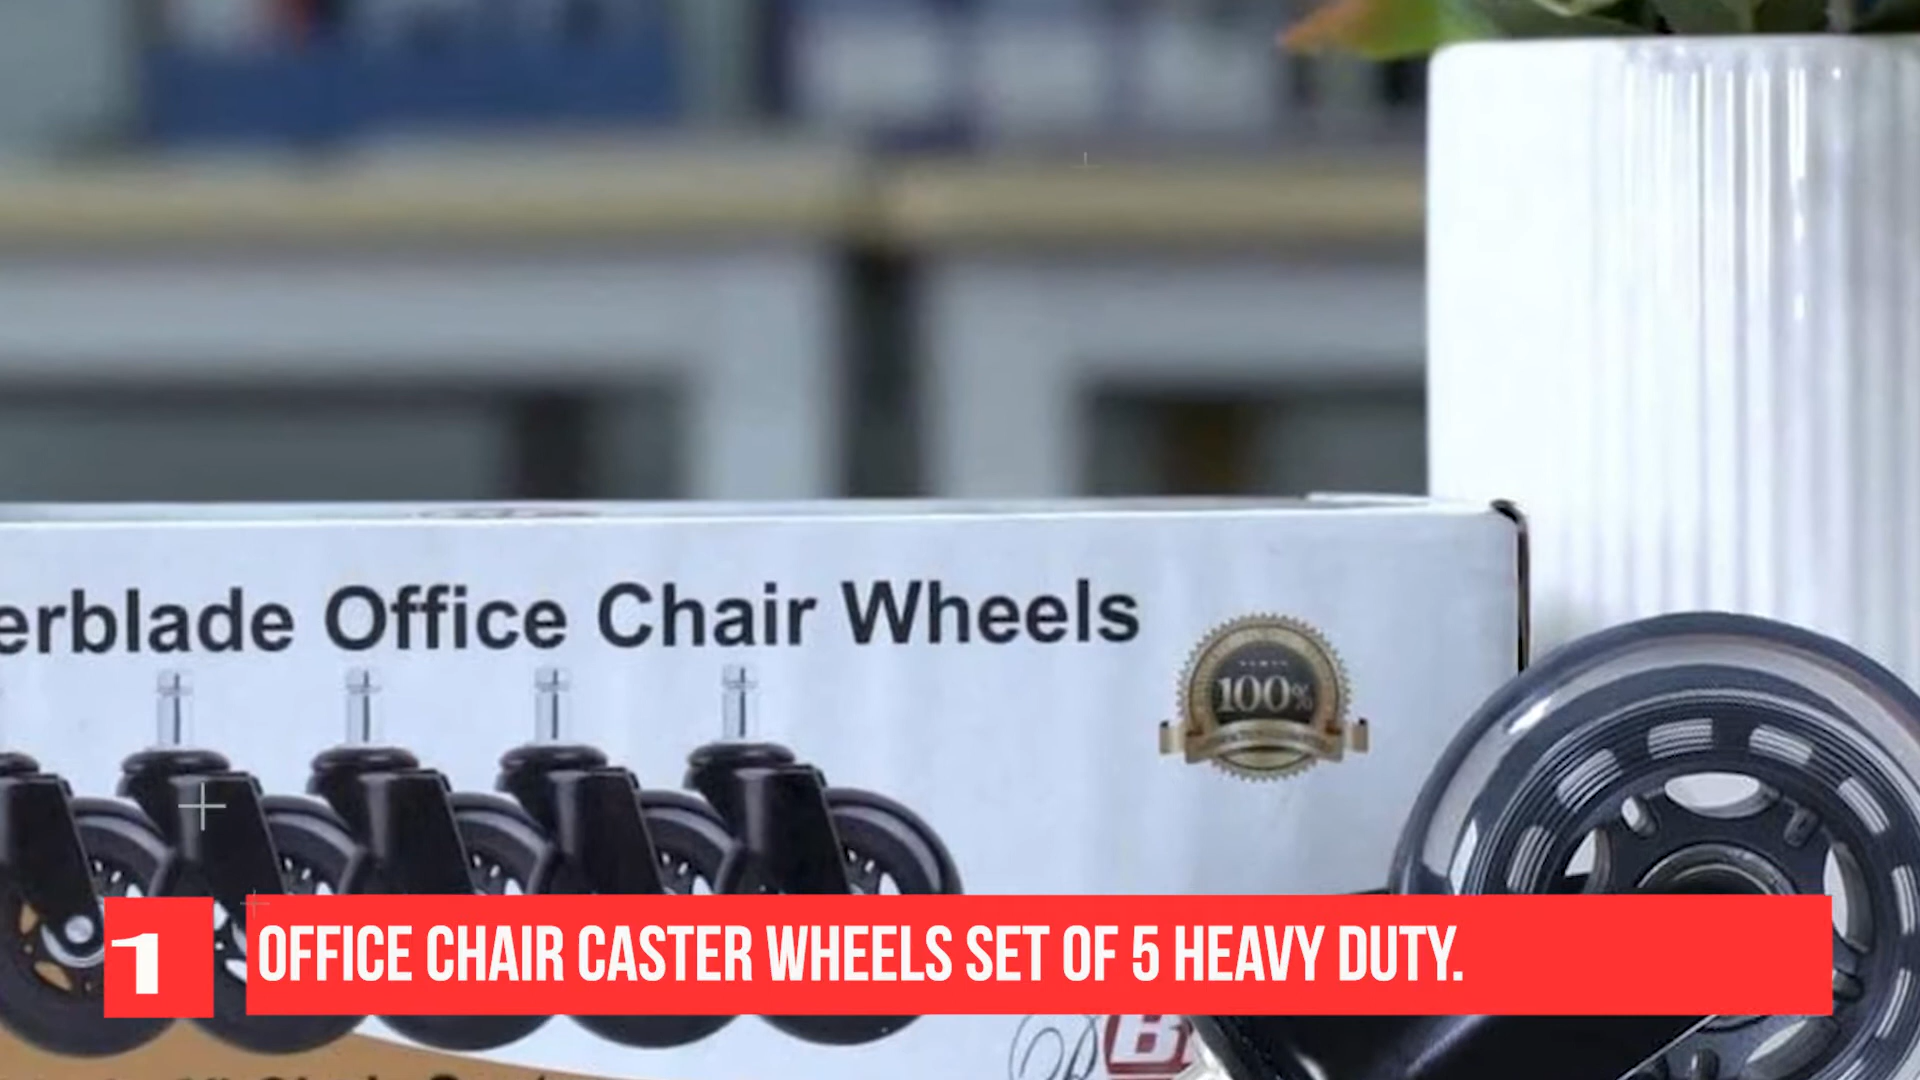 erblade Office Chair Wheels
100%
1
OFFICE CHAIR CASTER WHEELS SET OF 5 HEAVY DUTY.